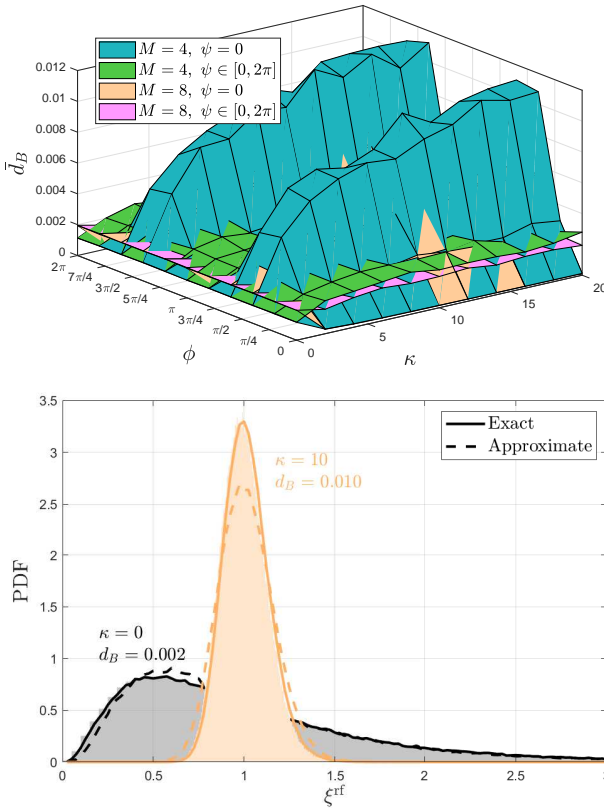 M = 4, ψ = 0
M = 4, ψ ∈ [0, 2π]
M = 8, ψ = 0
M = 8, ψ ∈ [0, 2π]
0.012
0.01
0.008
0.006
0.004
0.002
0
d̄_B
2π
7π/4
3π/2
5π/4
π
3π/4
π/2
π/4
0
ϕ
0
5
10
15
20
κ
3.5
3
2.5
2
1.5
1
0.5
0
PDF
Exact
Approximate
κ = 10
d_B = 0.010
κ = 0
d_B = 0.002
0
0.5
1
1.5
2
2.5
3
ξ^rf